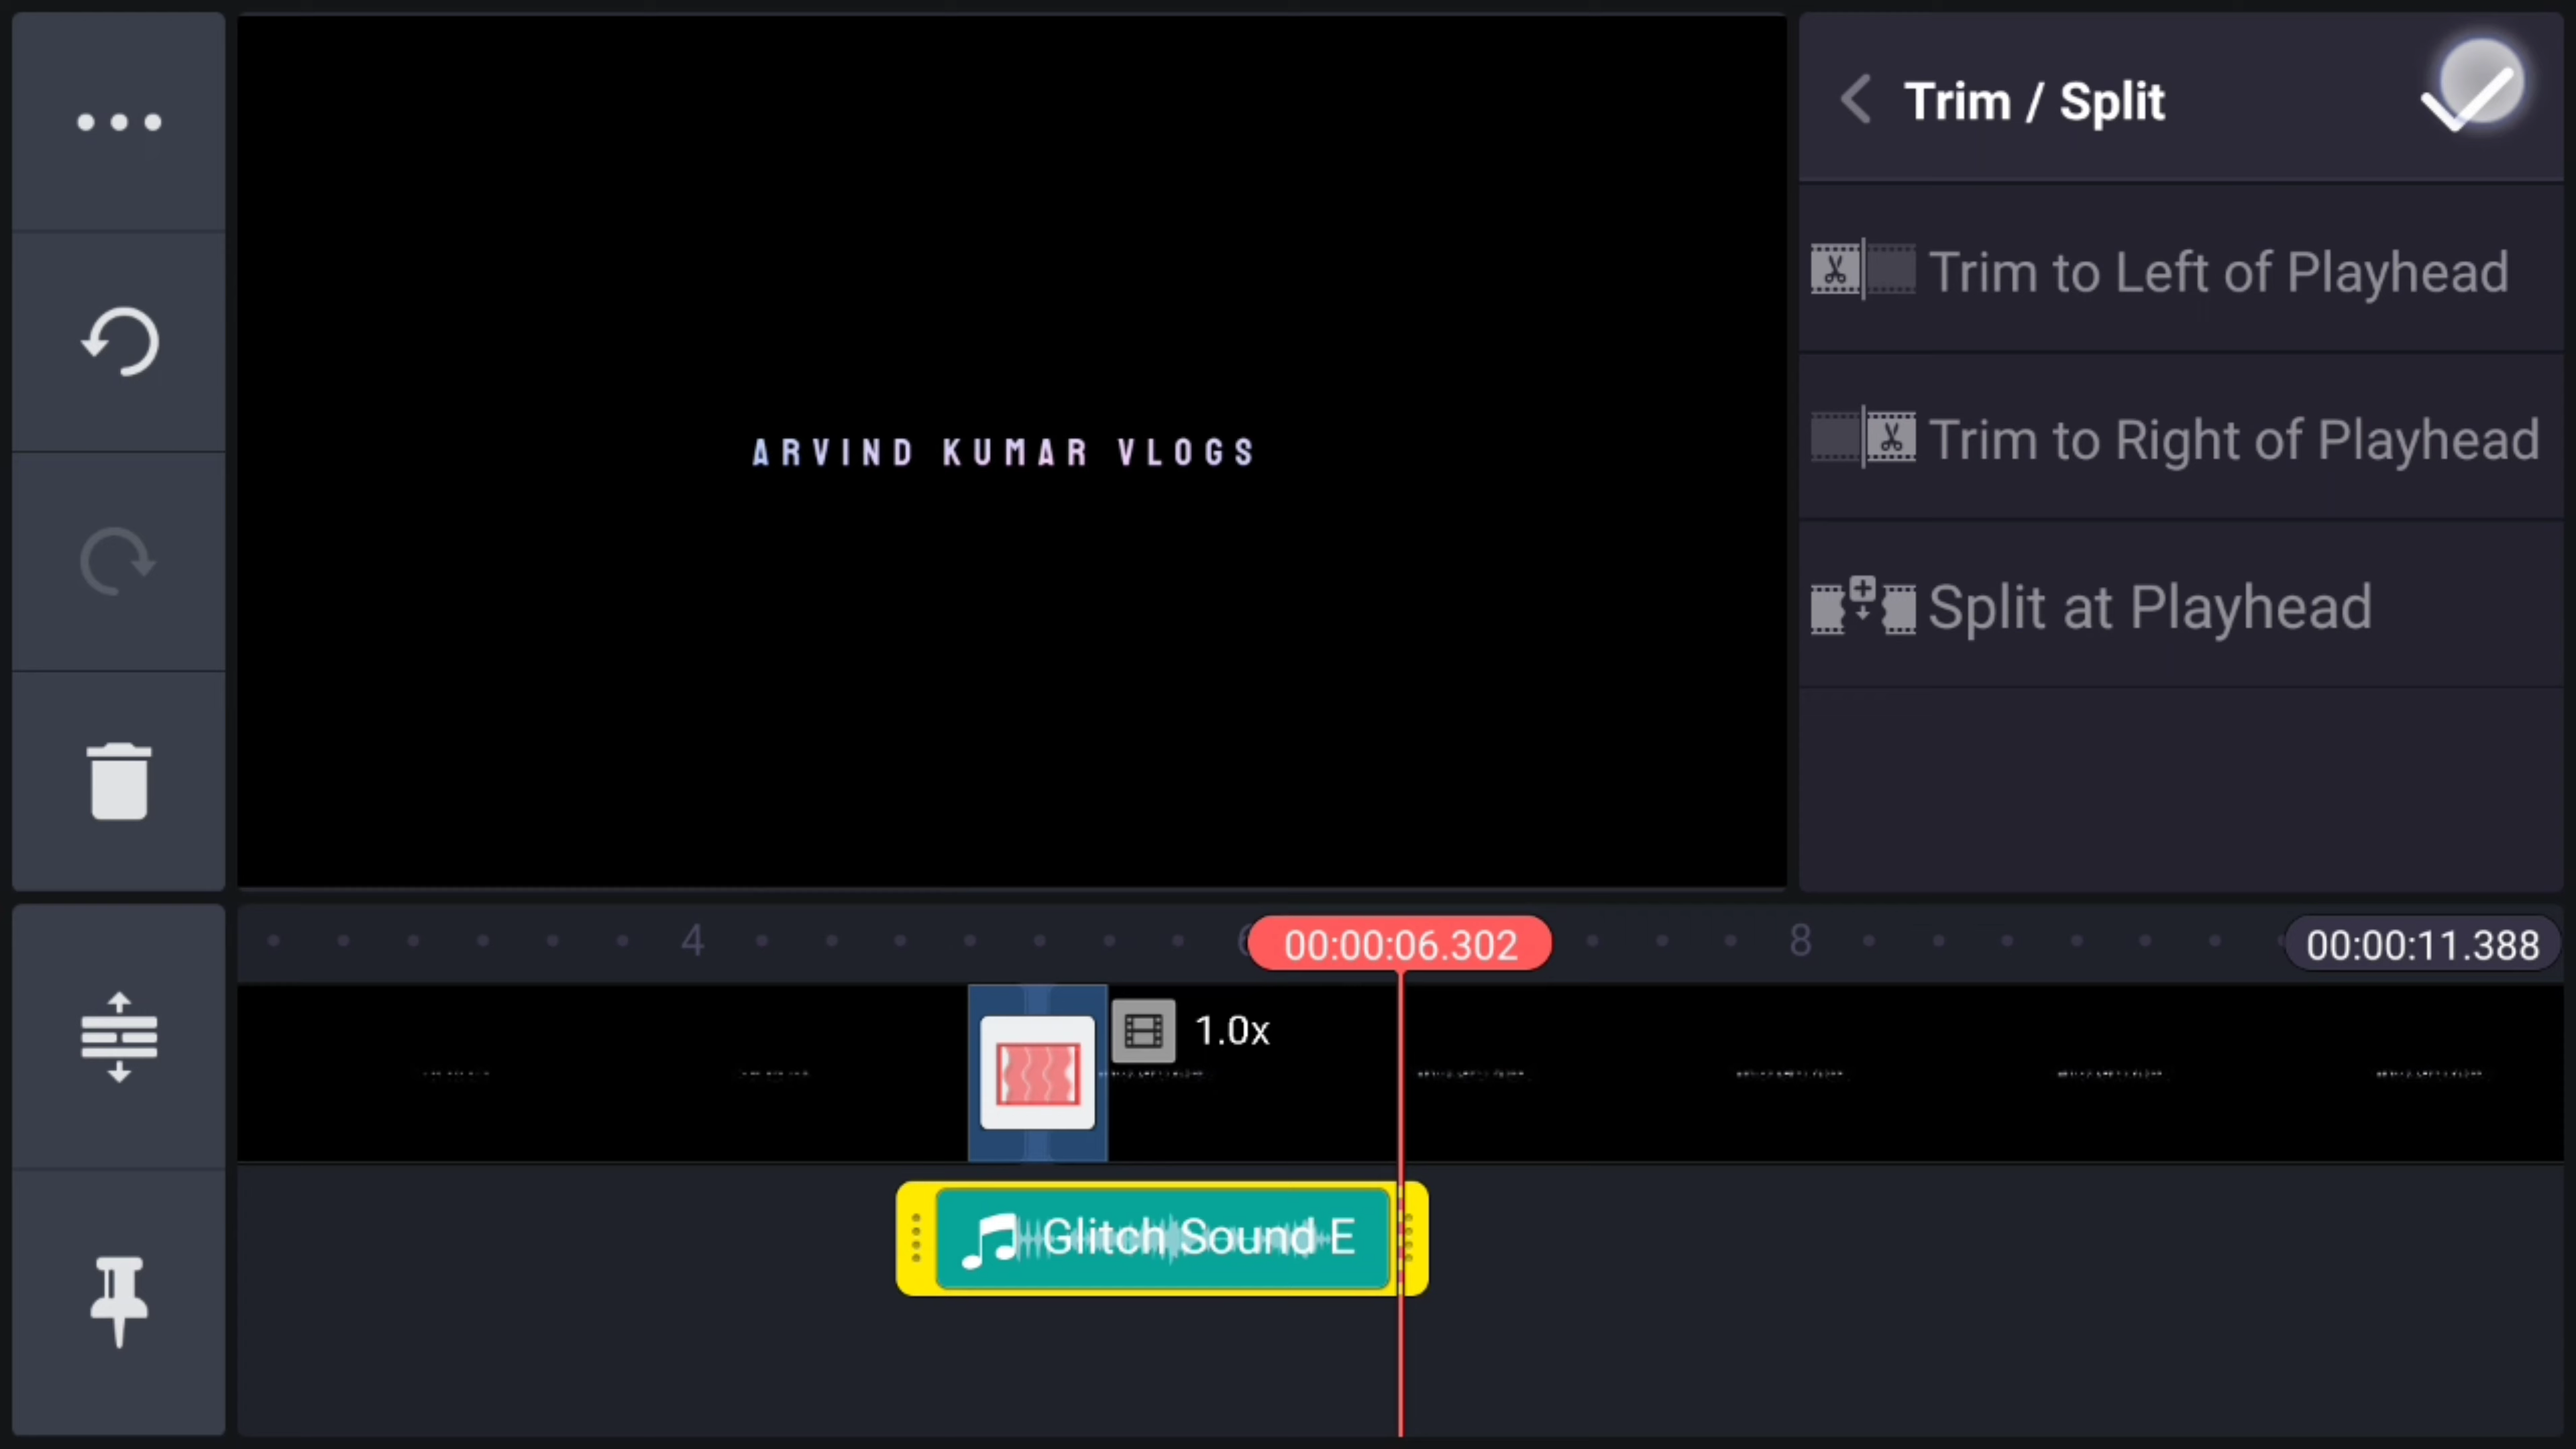 Trim / Split
Trim to Left of Playhead
Trim to Right of Playhead
Split at Playhead
ARVIND KUMAR VLOGS
4
00:00:06.302
8
00:00:11.388
1.0x
Glitch Sound E